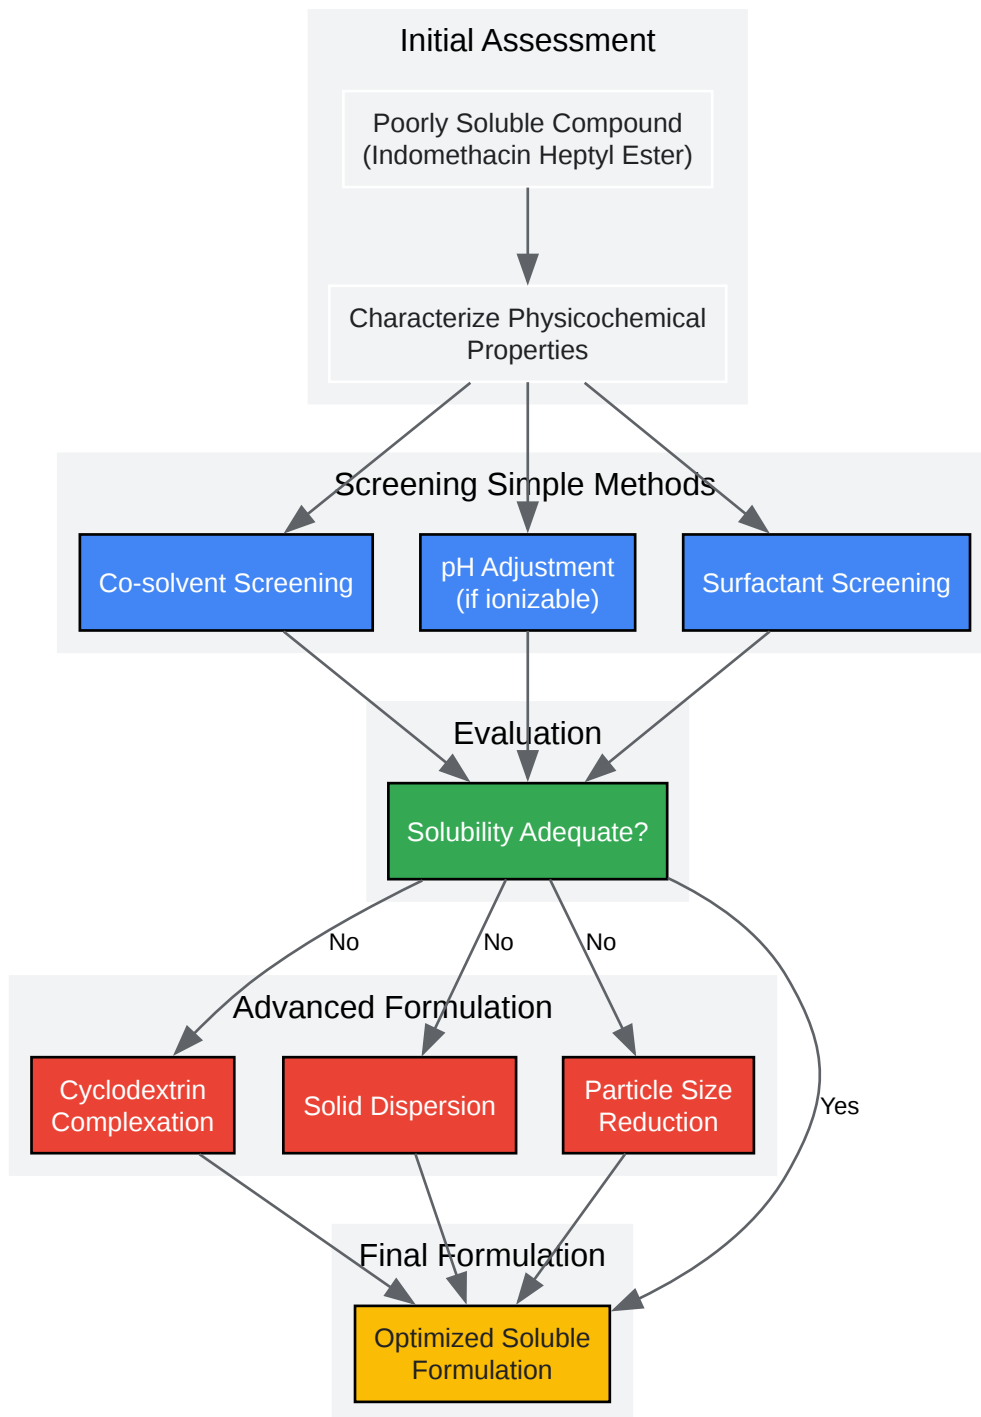 Initial Assessment
Poorly Soluble Compound
(Indomethacin Heptyl Ester)
Characterize Physicochemical
Properties
Screening Simple Methods
Co-solvent Screening
pH Adjustment
(if ionizable)
Surfactant Screening
Evaluation
Solubility Adequate?
No
No
No
Advanced Formulation
Cyclodextrin
Complexation
Solid Dispersion
Particle Size
Reduction
Yes
Final Formulation
Optimized Soluble
Formulation